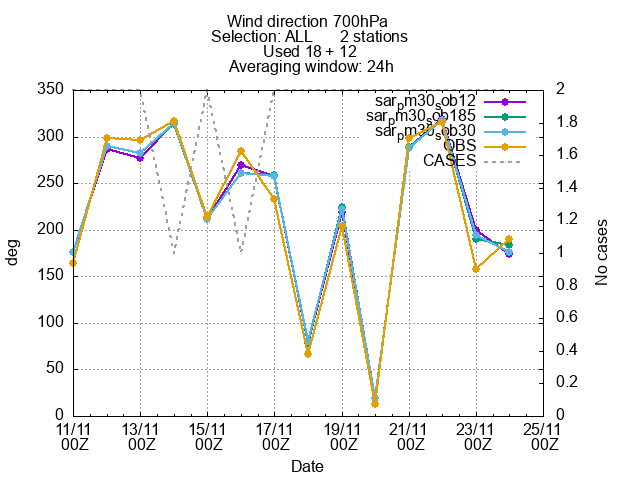 Wind direction 700hPa
Selection: ALL 2 stations
Used 18 + 12
Averaging window: 24h
deg
350
300
250
200
150
100
50
0
sarpm30sob12
sarpm30sob185
sarpm30sob30
OBS
CASES
2
1.8
1.6
1.4
1.2
1
0.8
0.6
0.4
0.2
0
No cases
11/11 13/11 15/11 17/11 19/11 21/11 23/11 25/11
00Z 00Z 00Z 00Z 00Z 00Z 00Z 00Z
Date